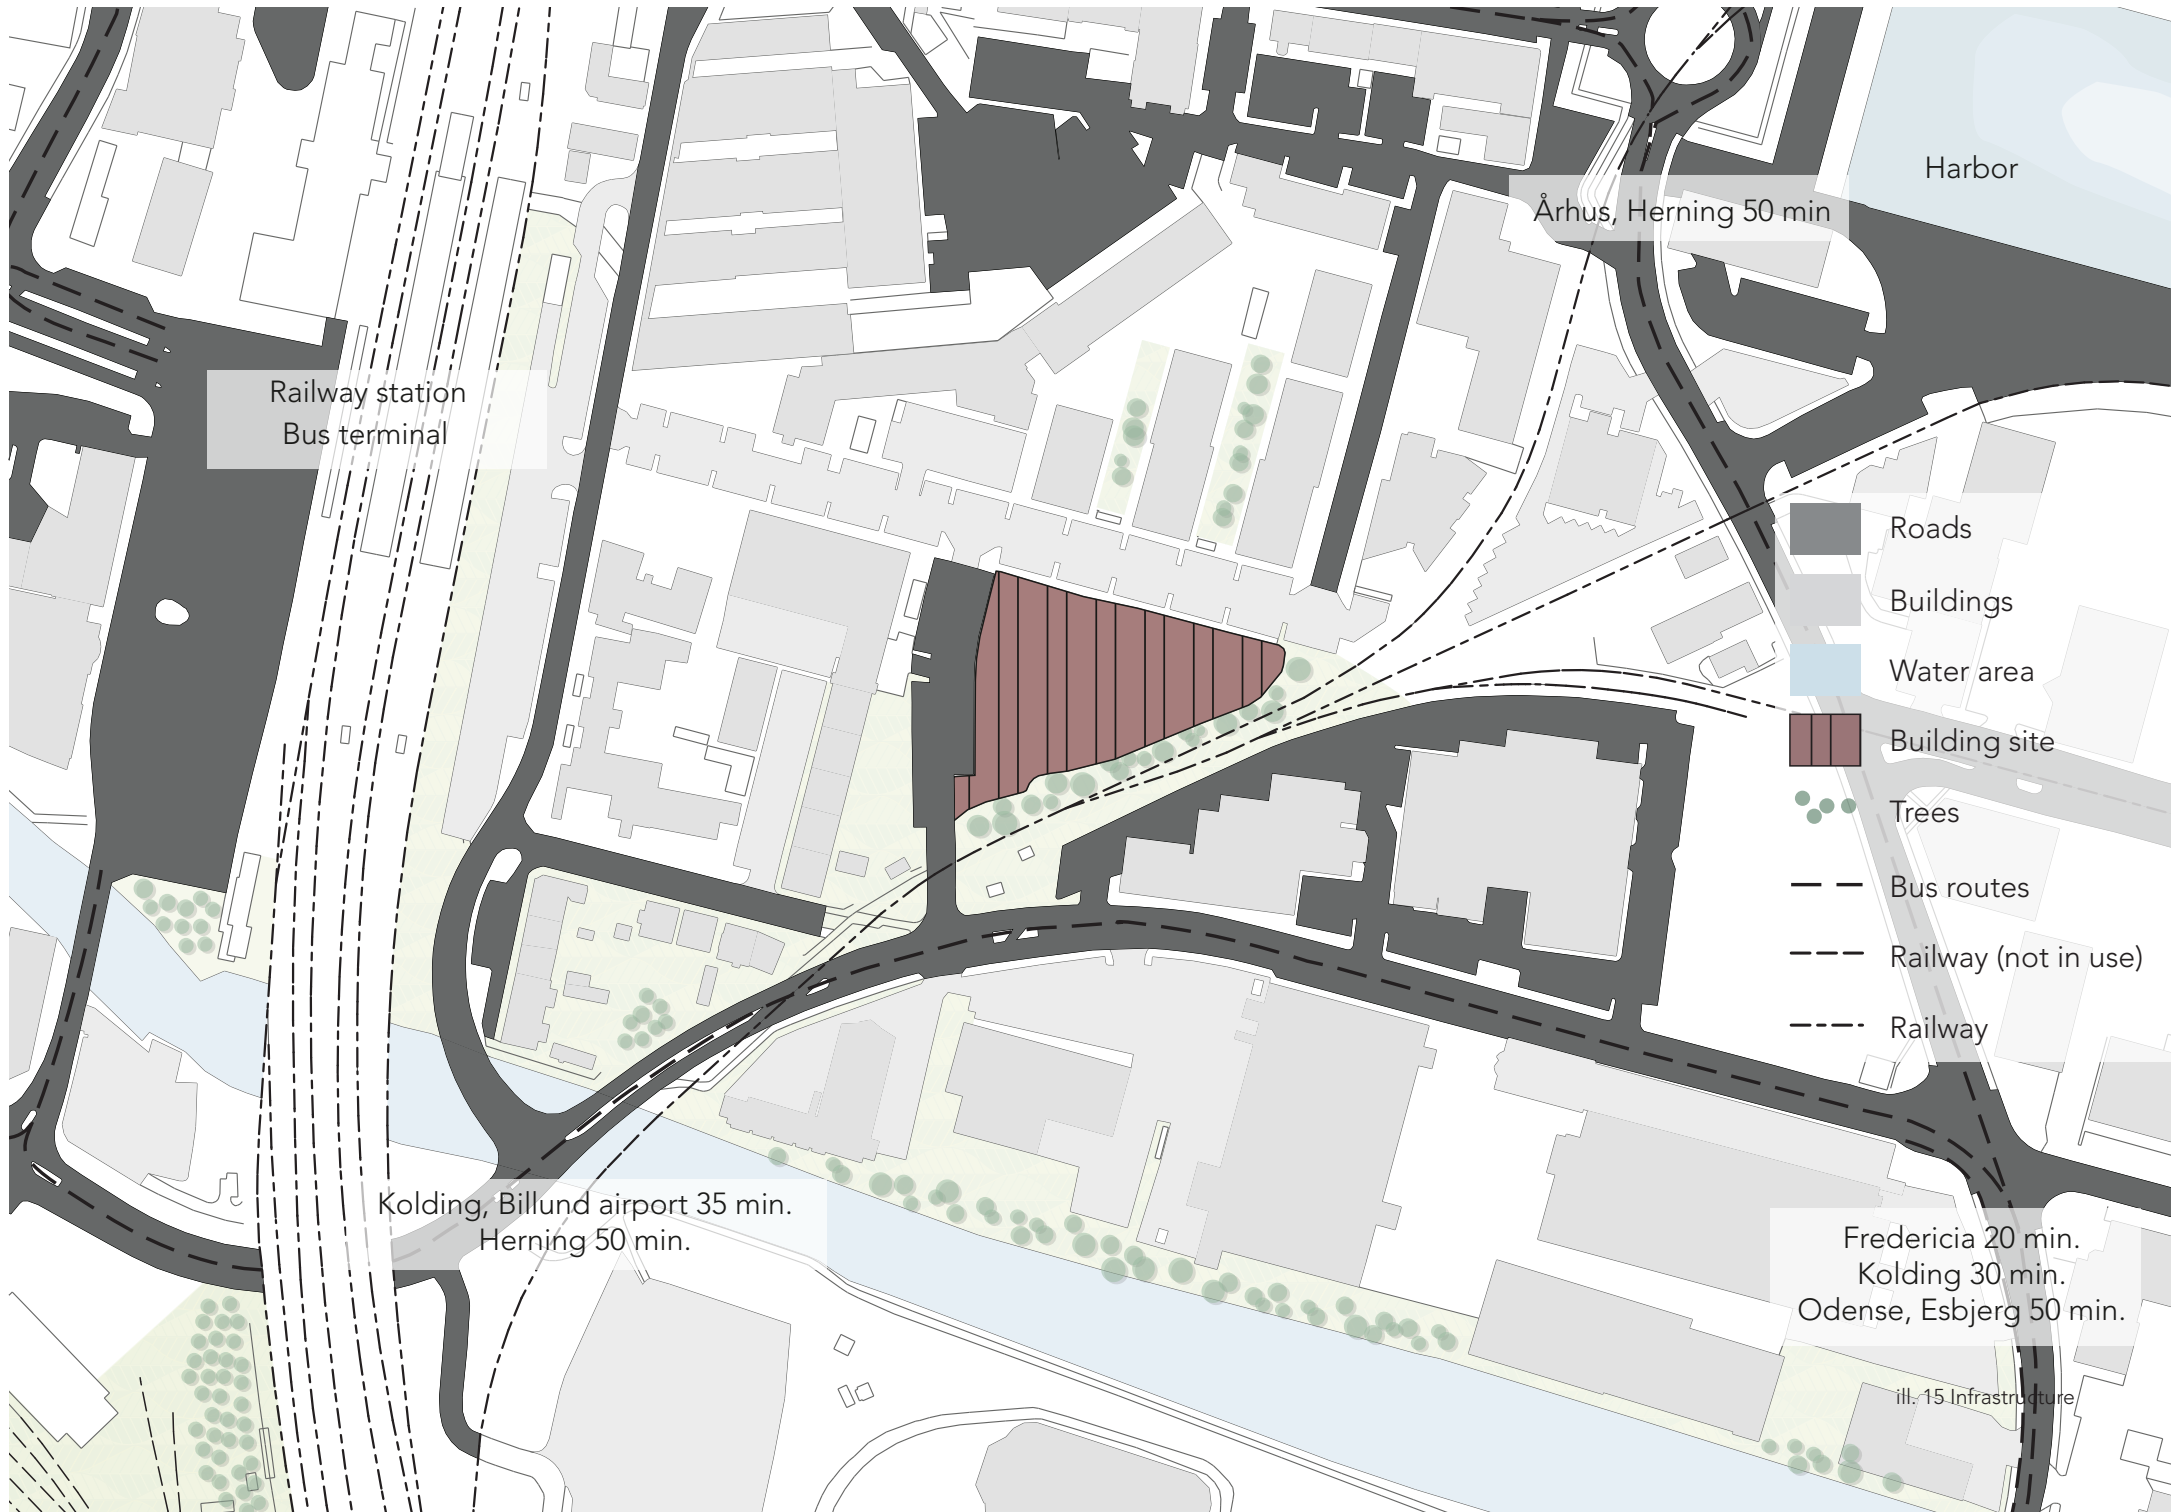 Harbor
Århus, Herning 50 min
Railway station
Bus terminal
Roads
Buildings
Water area
Building site
Trees
Bus routes
Railway (not in use)
Railway
Kolding, Billund airport 35 min.
Herning 50 min.
Fredericia 20 min.
Kolding 30 min.
Odense, Esbjerg 50 min.
ill. 15 Infrastructure